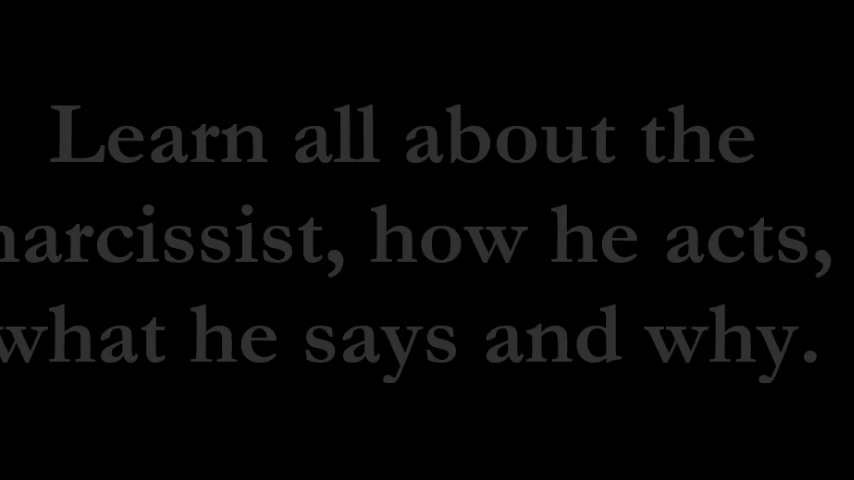 Learn all about the
narcissist, how he acts,
what he says and why.